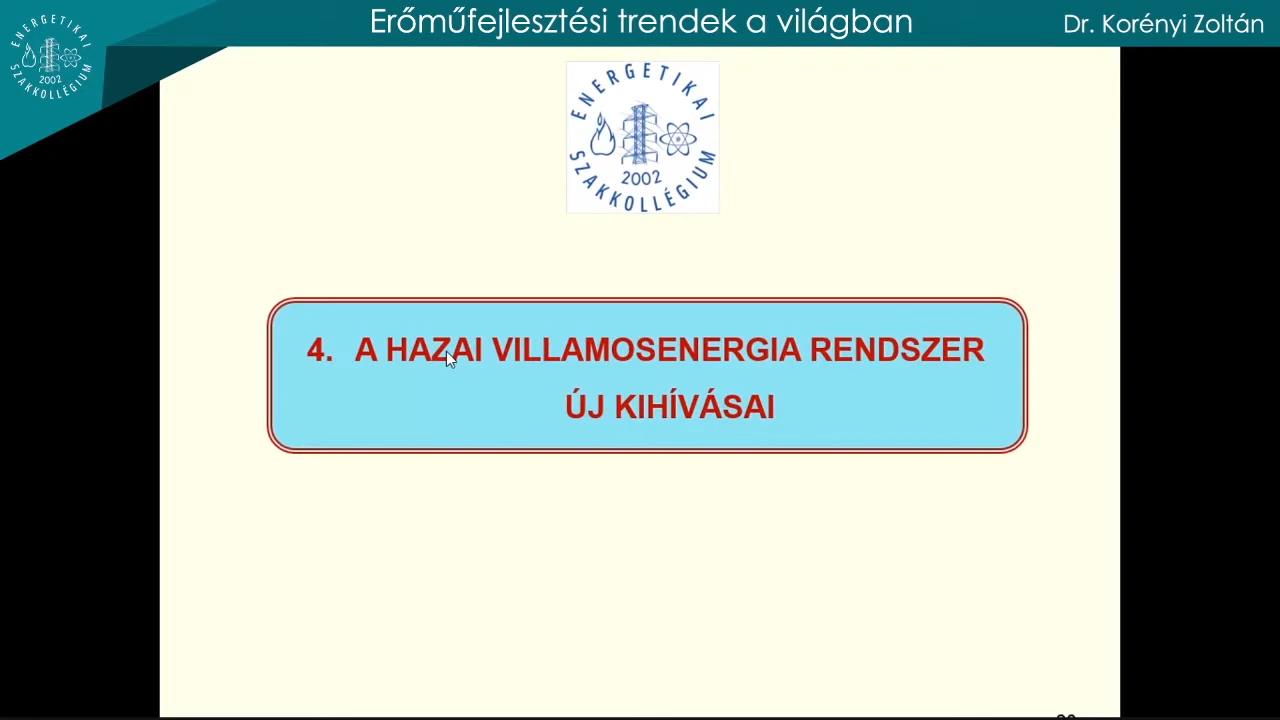 Erőműfejlesztési trendek a világban
Dr. Korényi Zoltán
ENERGETIKAI
2002
SZAKKOLLÉGIUM
ENERGETIKAI
2002
SZAKKOLLÉGIUM
4. A HAZAI VILLAMOSENERGIA RENDSZER
ÚJ KIHÍVÁSAI